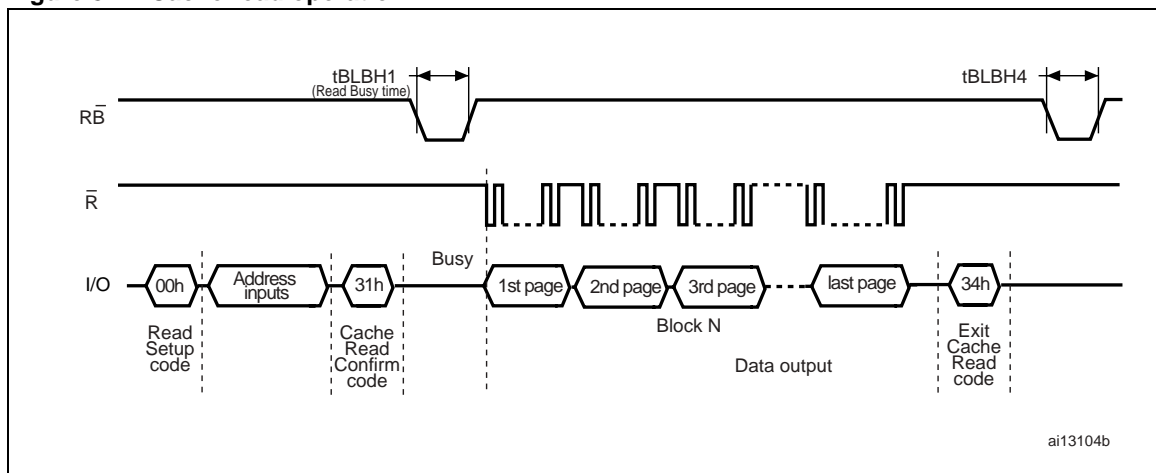 tBLBH1
(Read Busy time)
tBLBH4
RB̅
R̅
Busy
I/O
00h
Address
inputs
31h
1st page
2nd page
3rd page
last page
34h
Block N
Read
Setup
code
Cache
Read
Confirm
code
Data output
Exit
Cache
Read
code
ai13104b